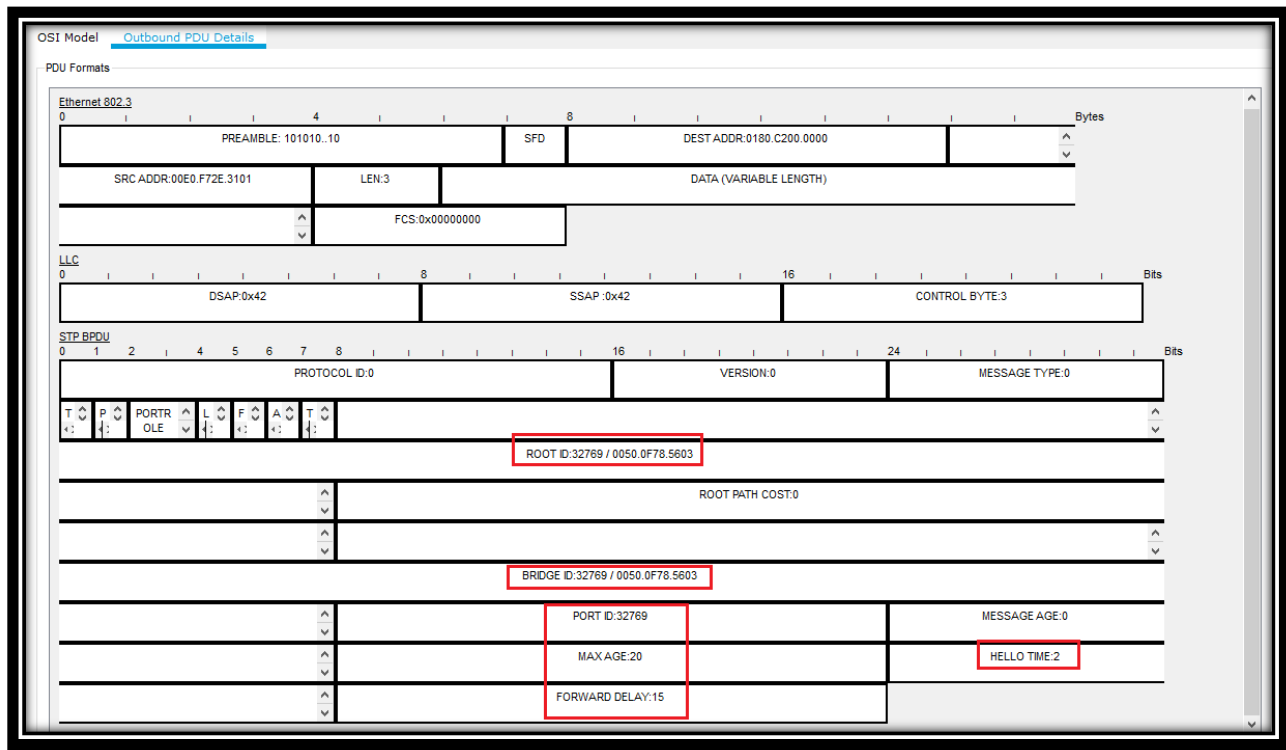 OSI Model Outbound PDU Details
PDU Formats
Ethernet 802.3
0 4 8 Bytes
PREAMBLE: 101010..10 SFD DEST ADDR:0180.C200.0000
SRC ADDR:00E0.F72E.3101 LEN:3 DATA (VARIABLE LENGTH)
FCS:0x00000000
LLC
0 8 16 Bits
DSAP:0x42 SSAP :0x42 CONTROL BYTE:3
STP BPDU
0 1 2 4 5 6 7 8 16 24 Bits
PROTOCOL ID:0 VERSION:0 MESSAGE TYPE:0
T P PORTR L F A T
OLE
ROOT ID:32769 / 0050.0F78.5603
ROOT PATH COST:0
BRIDGE ID:32769 / 0050.0F78.5603
PORT ID:32769 MESSAGE AGE:0
MAX AGE:20 HELLO TIME:2
FORWARD DELAY:15